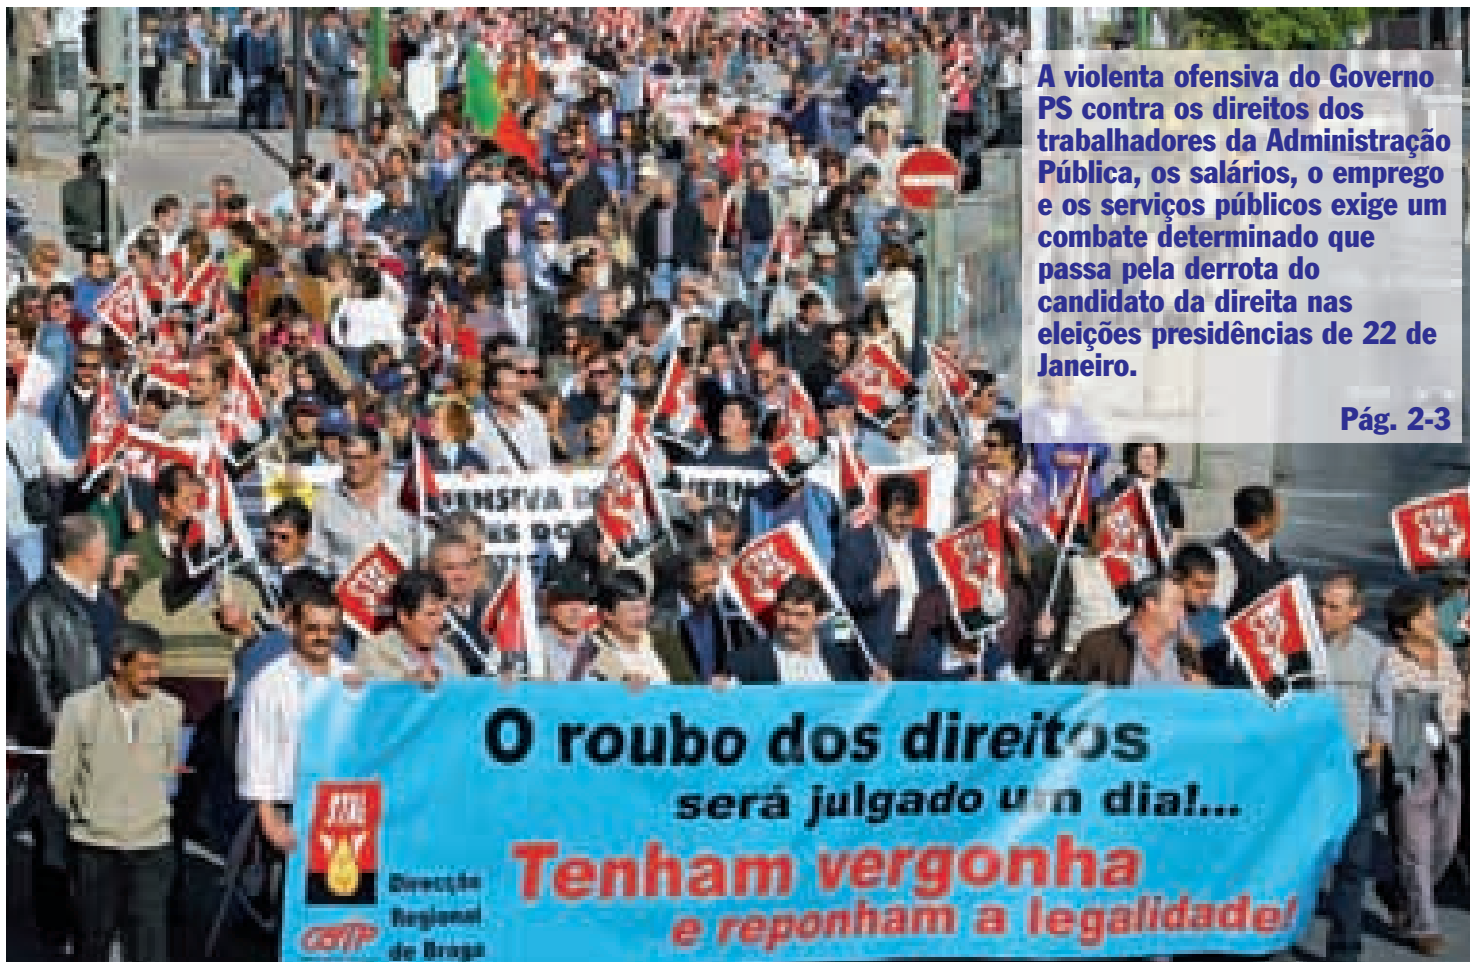 A violenta ofensiva do Governo
PS contra os direitos dos
trabalhadores da Administração
Pública, os salários, o emprego
e os serviços públicos exige um
combate determinado que
passa pela derrota do
candidato da direita nas
eleições presidências de 22 de
Janeiro.
Pág. 2-3
O roubo dos direitos
será julgado um dia!...
Tenham vergonha
e reponham a legalidade!
STAL
Direcção
Regional
de Braga
CGTP